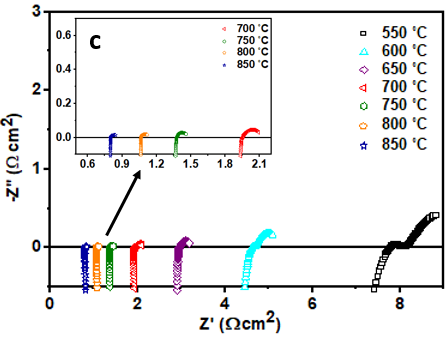 3
2
1
0
-Z" (Ω cm²)
0 2 4 6 8
Z' (Ωcm²)
c
0.6
0.4
0.2
0.0
0.6 0.9 1.2 1.5 1.8 2.1
700 °C
750 °C
800 °C
850 °C
550 °C
600 °C
650 °C
700 °C
750 °C
800 °C
850 °C